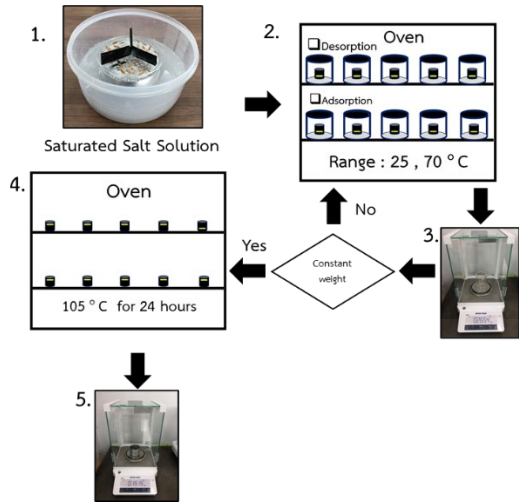 1.
Saturated Salt Solution
2.
Oven
❑Desorption
❑Adsorption
Range : 25 , 70 °C
3.
Constant
weight
No
Yes
4.
Oven
105 °C for 24 hours
5.